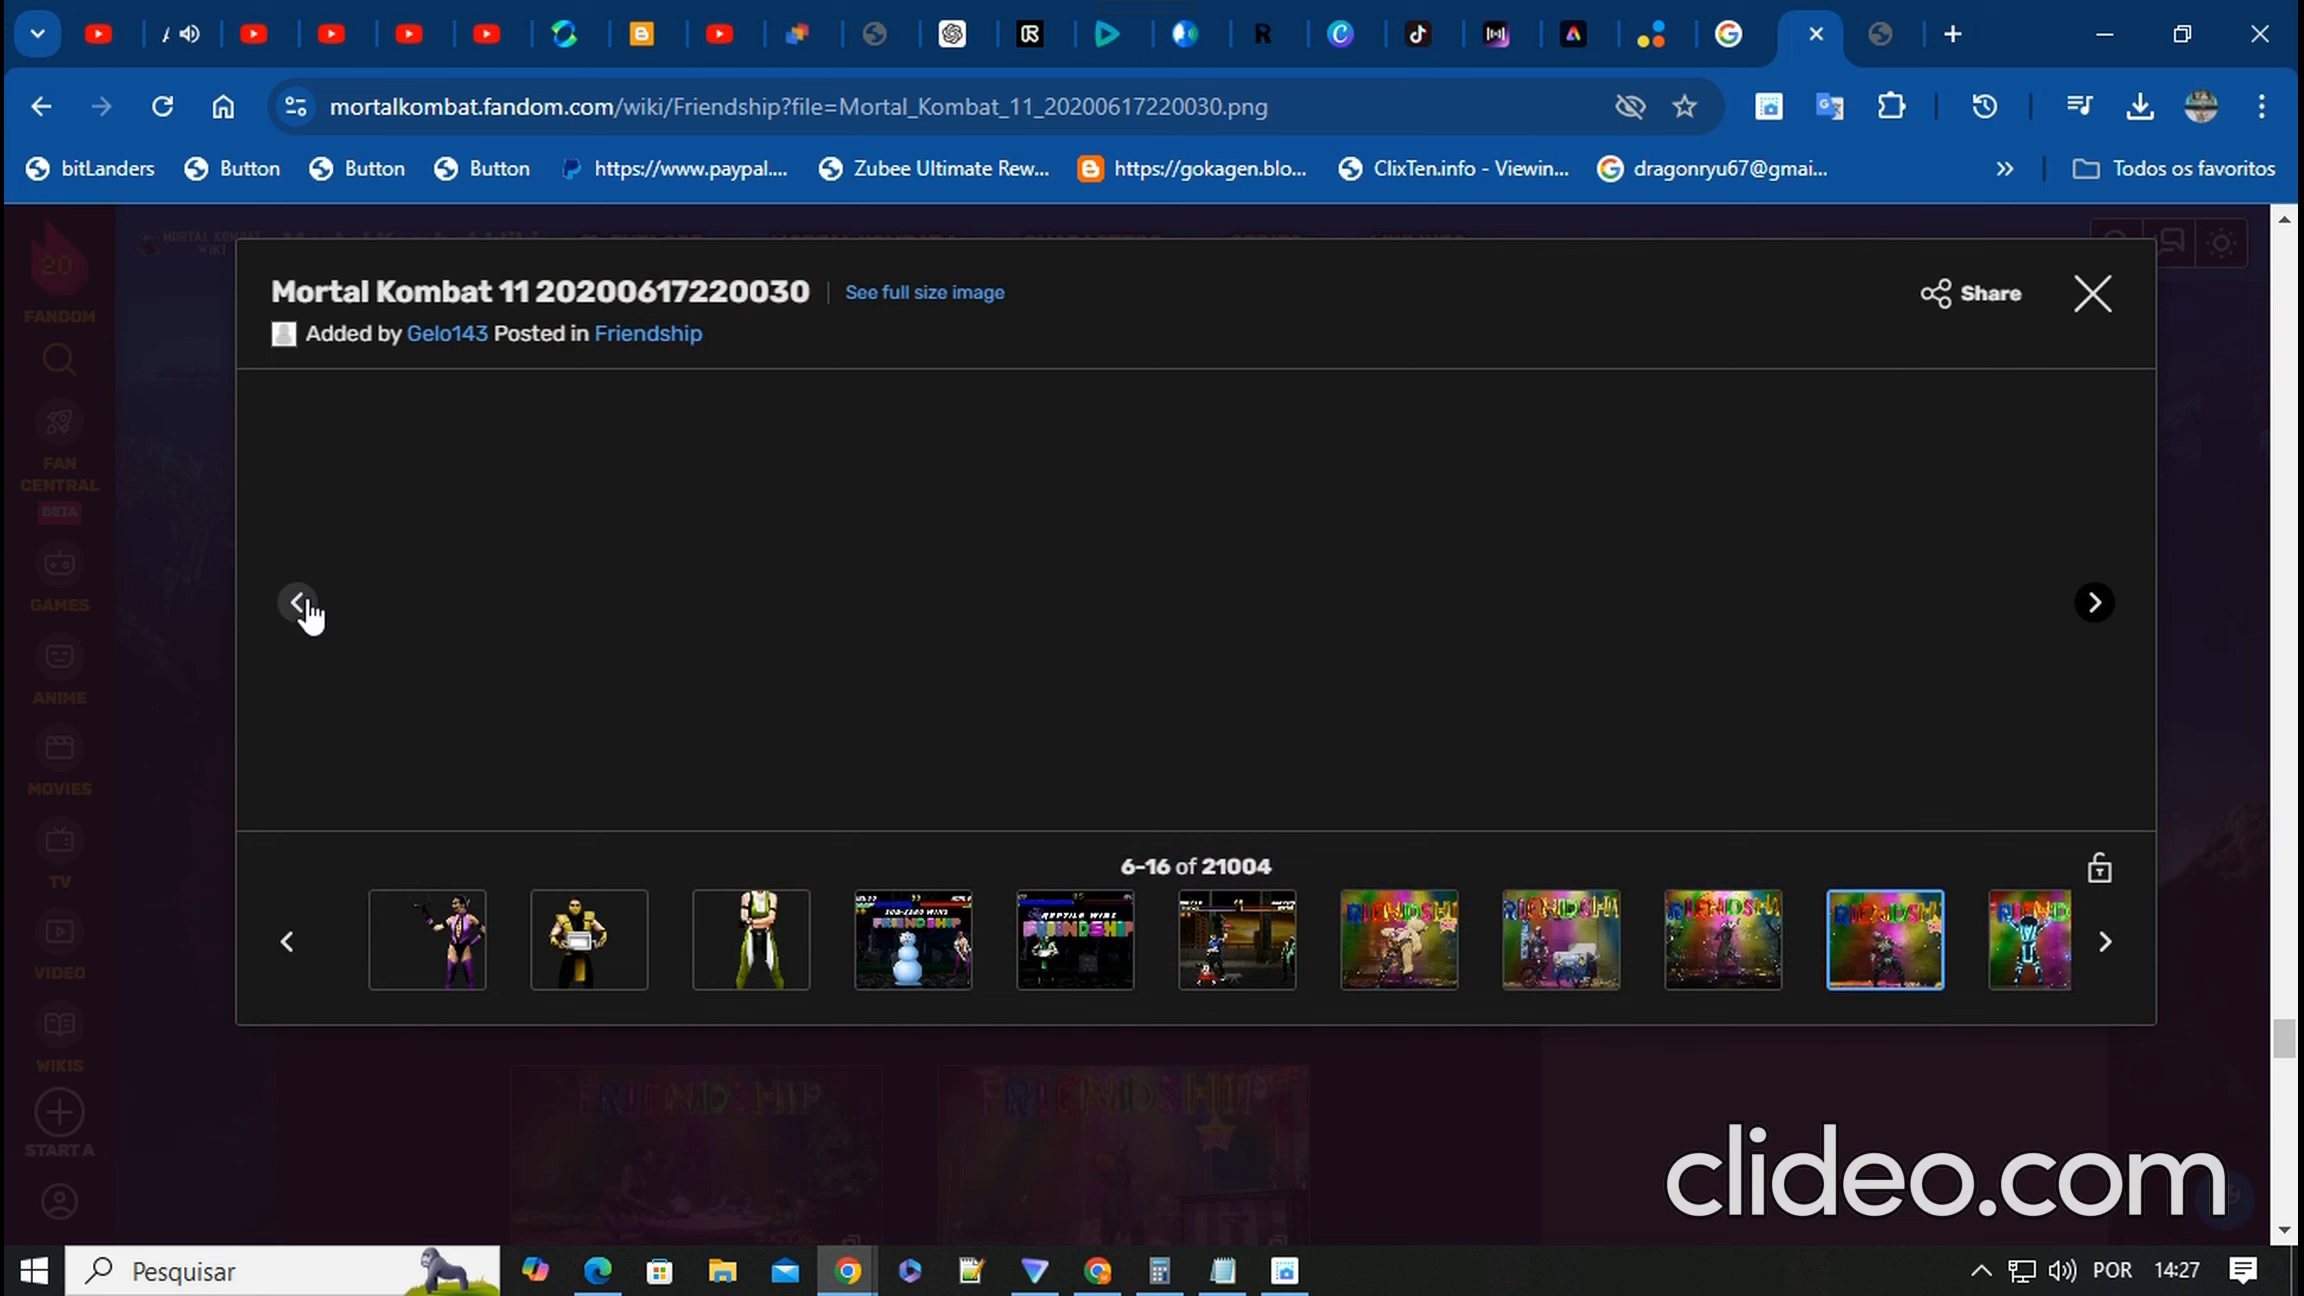 mortalkombat.fandom.com/wiki/Friendship?file=Mortal_Kombat_11_20200617220030.png
bitLanders Button Button Button https://www.paypal.... Zubee Ultimate Rew... https://gokagen.blo... ClixTen.info - Viewin... dragonryu67@gmai... » Todos os favoritos
20
FANDOM
FAN
CENTRAL
BETA
GAMES
ANIME
MOVIES
TV
VIDEO
WIKIS
START A
Mortal Kombat 11 20200617220030 See full size image
Share
Added by Gelo143 Posted in Friendship
6-16 of 21004
FRIENDSHIP
FRIENDSHIP
clideo.com
Pesquisar
POR 14:27